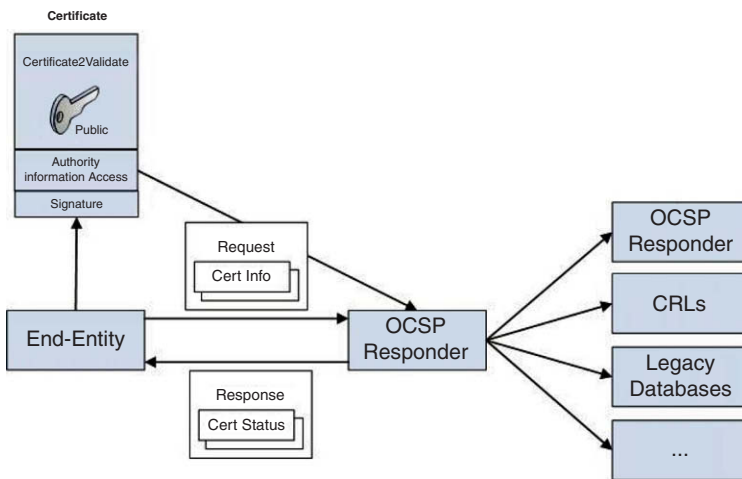 Certificate
Certificate2Validate
Public
Authority
information Access
Signature
Request
Cert Info
End-Entity
OCSP
Responder
Response
Cert Status
OCSP
Responder
CRLs
Legacy
Databases
...